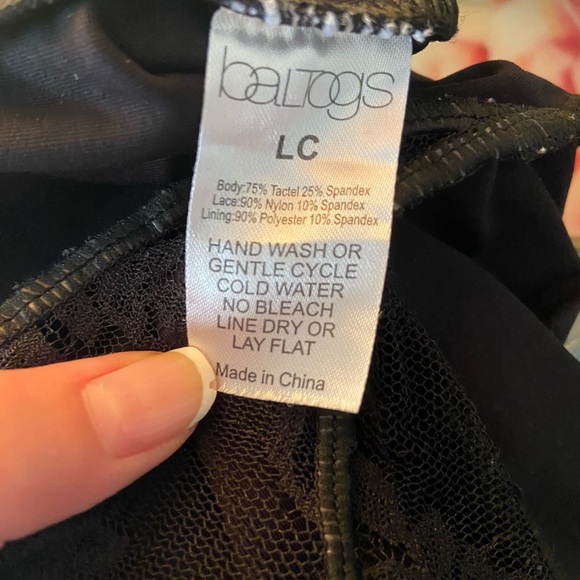 baltogs
LC
Body:75% Tactel 25% Spandex
Lace:90% Nylon 10% Spandex
Lining:90% Polyester 10% Spandex
HAND WASH OR
GENTLE CYCLE
COLD WATER
NO BLEACH
LINE DRY OR
LAY FLAT
Made in China